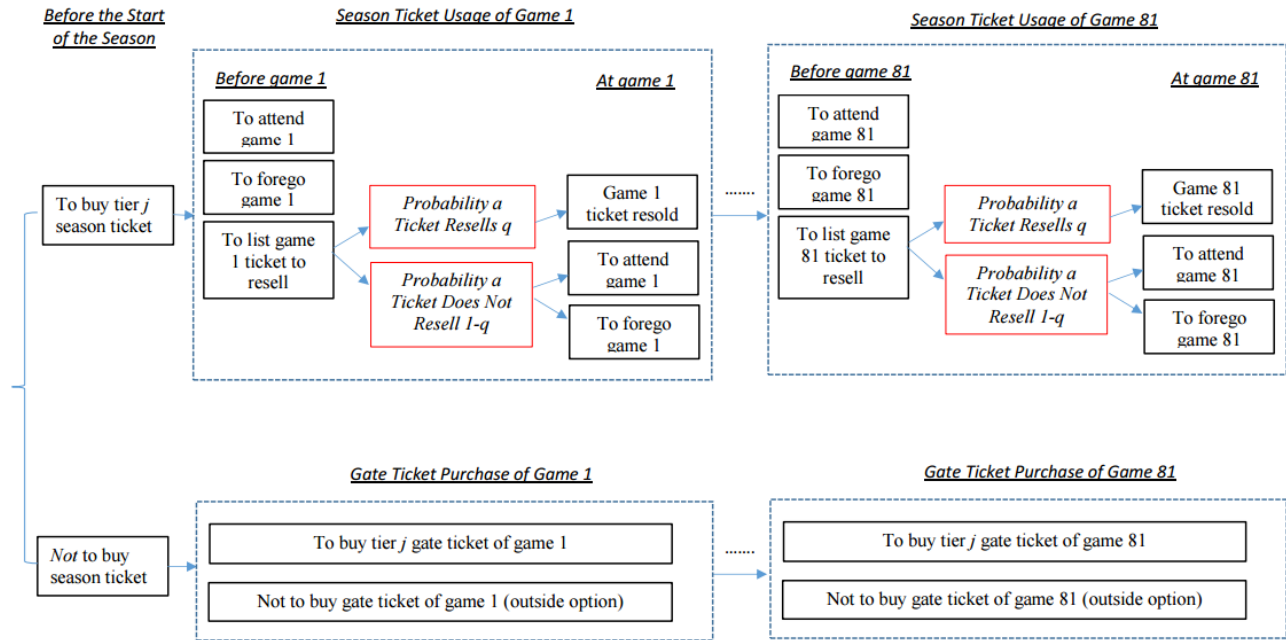 Before the Start
of the Season
Season Ticket Usage of Game 1
Before game 1
At game 1
To attend
game 1
To forego
game 1
To list game
1 ticket to
resell
Probability a
Ticket Resells q
Probability a
Ticket Does Not
Resell 1-q
Game 1
ticket resold
To attend
game 1
To forego
game 1
To buy tier j
season ticket
.......
Season Ticket Usage of Game 81
Before game 81
At game 81
To attend
game 81
To forego
game 81
To list game
81 ticket to
resell
Probability a
Ticket Resells q
Probability a
Ticket Does Not
Resell 1-q
Game 81
ticket resold
To attend
game 81
To forego
game 81
Not to buy
season ticket
Gate Ticket Purchase of Game 1
To buy tier j gate ticket of game 1
Not to buy gate ticket of game 1 (outside option)
.......
Gate Ticket Purchase of Game 81
To buy tier j gate ticket of game 81
Not to buy gate ticket of game 81 (outside option)